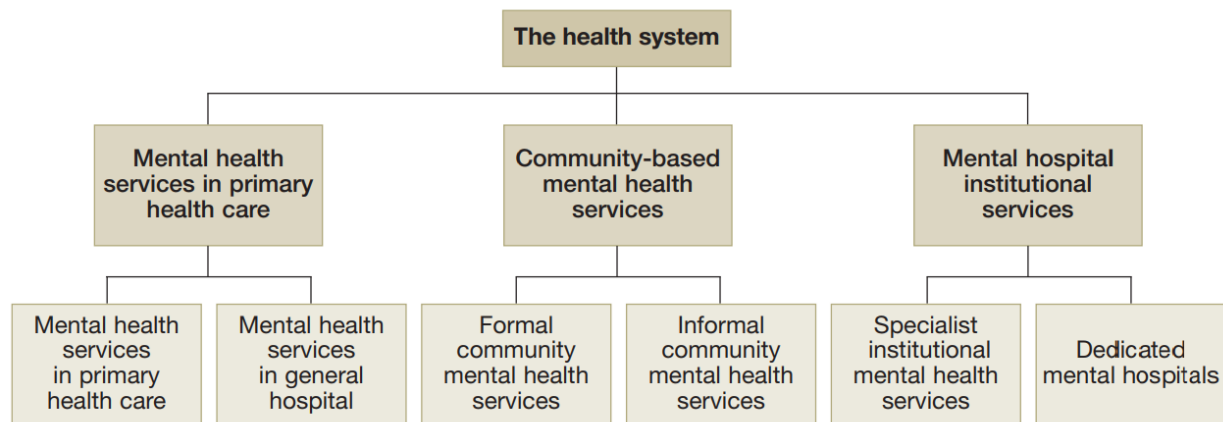 The health system
Mental health
services in primary
health care
Community-based
mental health
services
Mental hospital
institutional
services
Mental health
services
in primary
health care
Mental health
services
in general
hospital
Formal
community
mental health
services
Informal
community
mental health
services
Specialist
institutional
mental health
services
Dedicated
mental hospitals